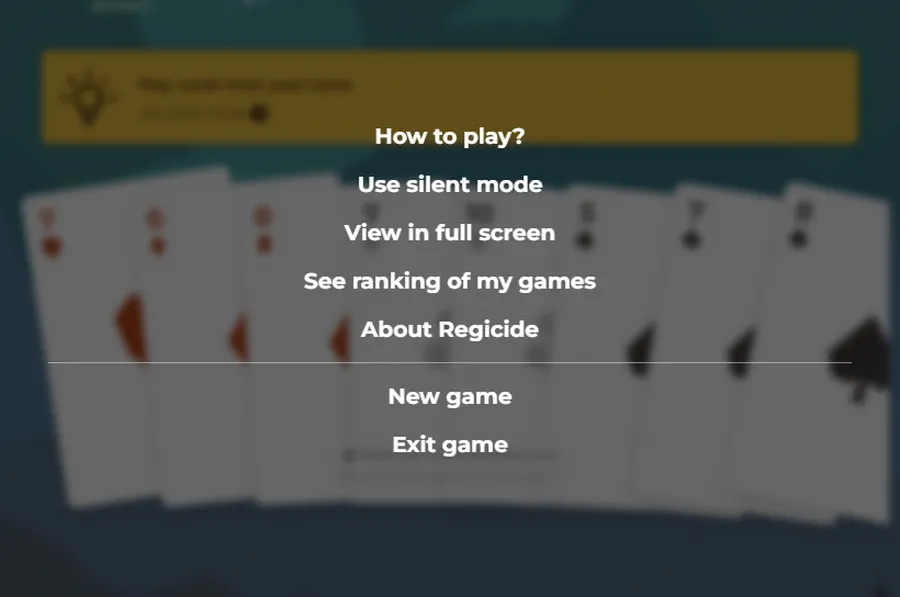 How to play?
Use silent mode
View in full screen
See ranking of my games
About Regicide
New game
Exit game